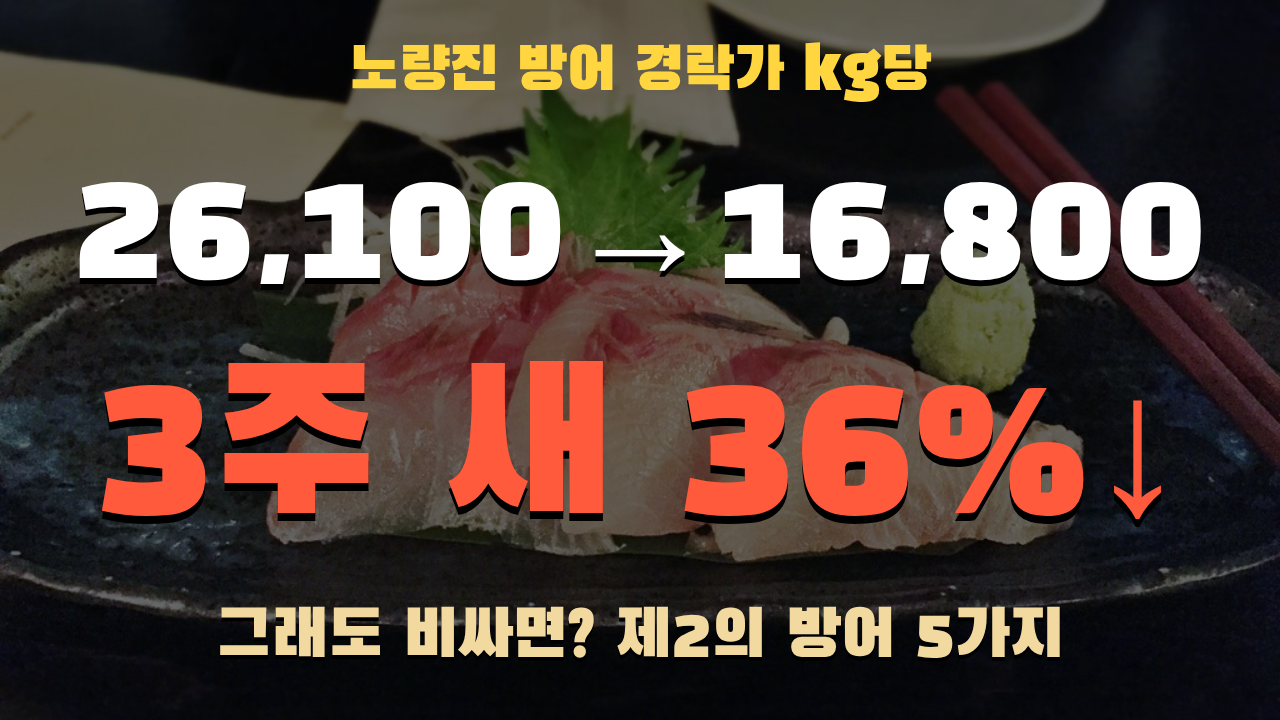 노량진 방어 경락가 kg당
26,100→16,800
3주 새 36%↓
그래도 비싸면? 제2의 방어 5가지